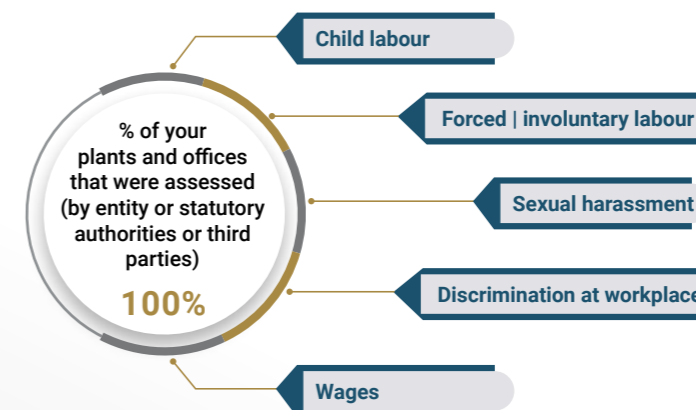 Child labour
% of your
plants and offices
that were assessed
(by entity or statutory
authorities or third
parties)
100%
Forced | involuntary labour
Sexual harassment
Discrimination at workplace
Wages